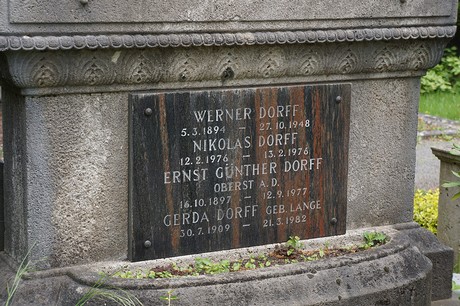 WERNER DORFF
5.3.1894 – 27.10.1948
NIKOLAS DORFF
12.2.1976 – 13.2.1976
ERNST GÜNTHER DORFF
OBERST A.D.
16.10.1897 – 12.9.1977
GERDA DORFF GEB. LANGE
30.7.1909 – 21.3.1982